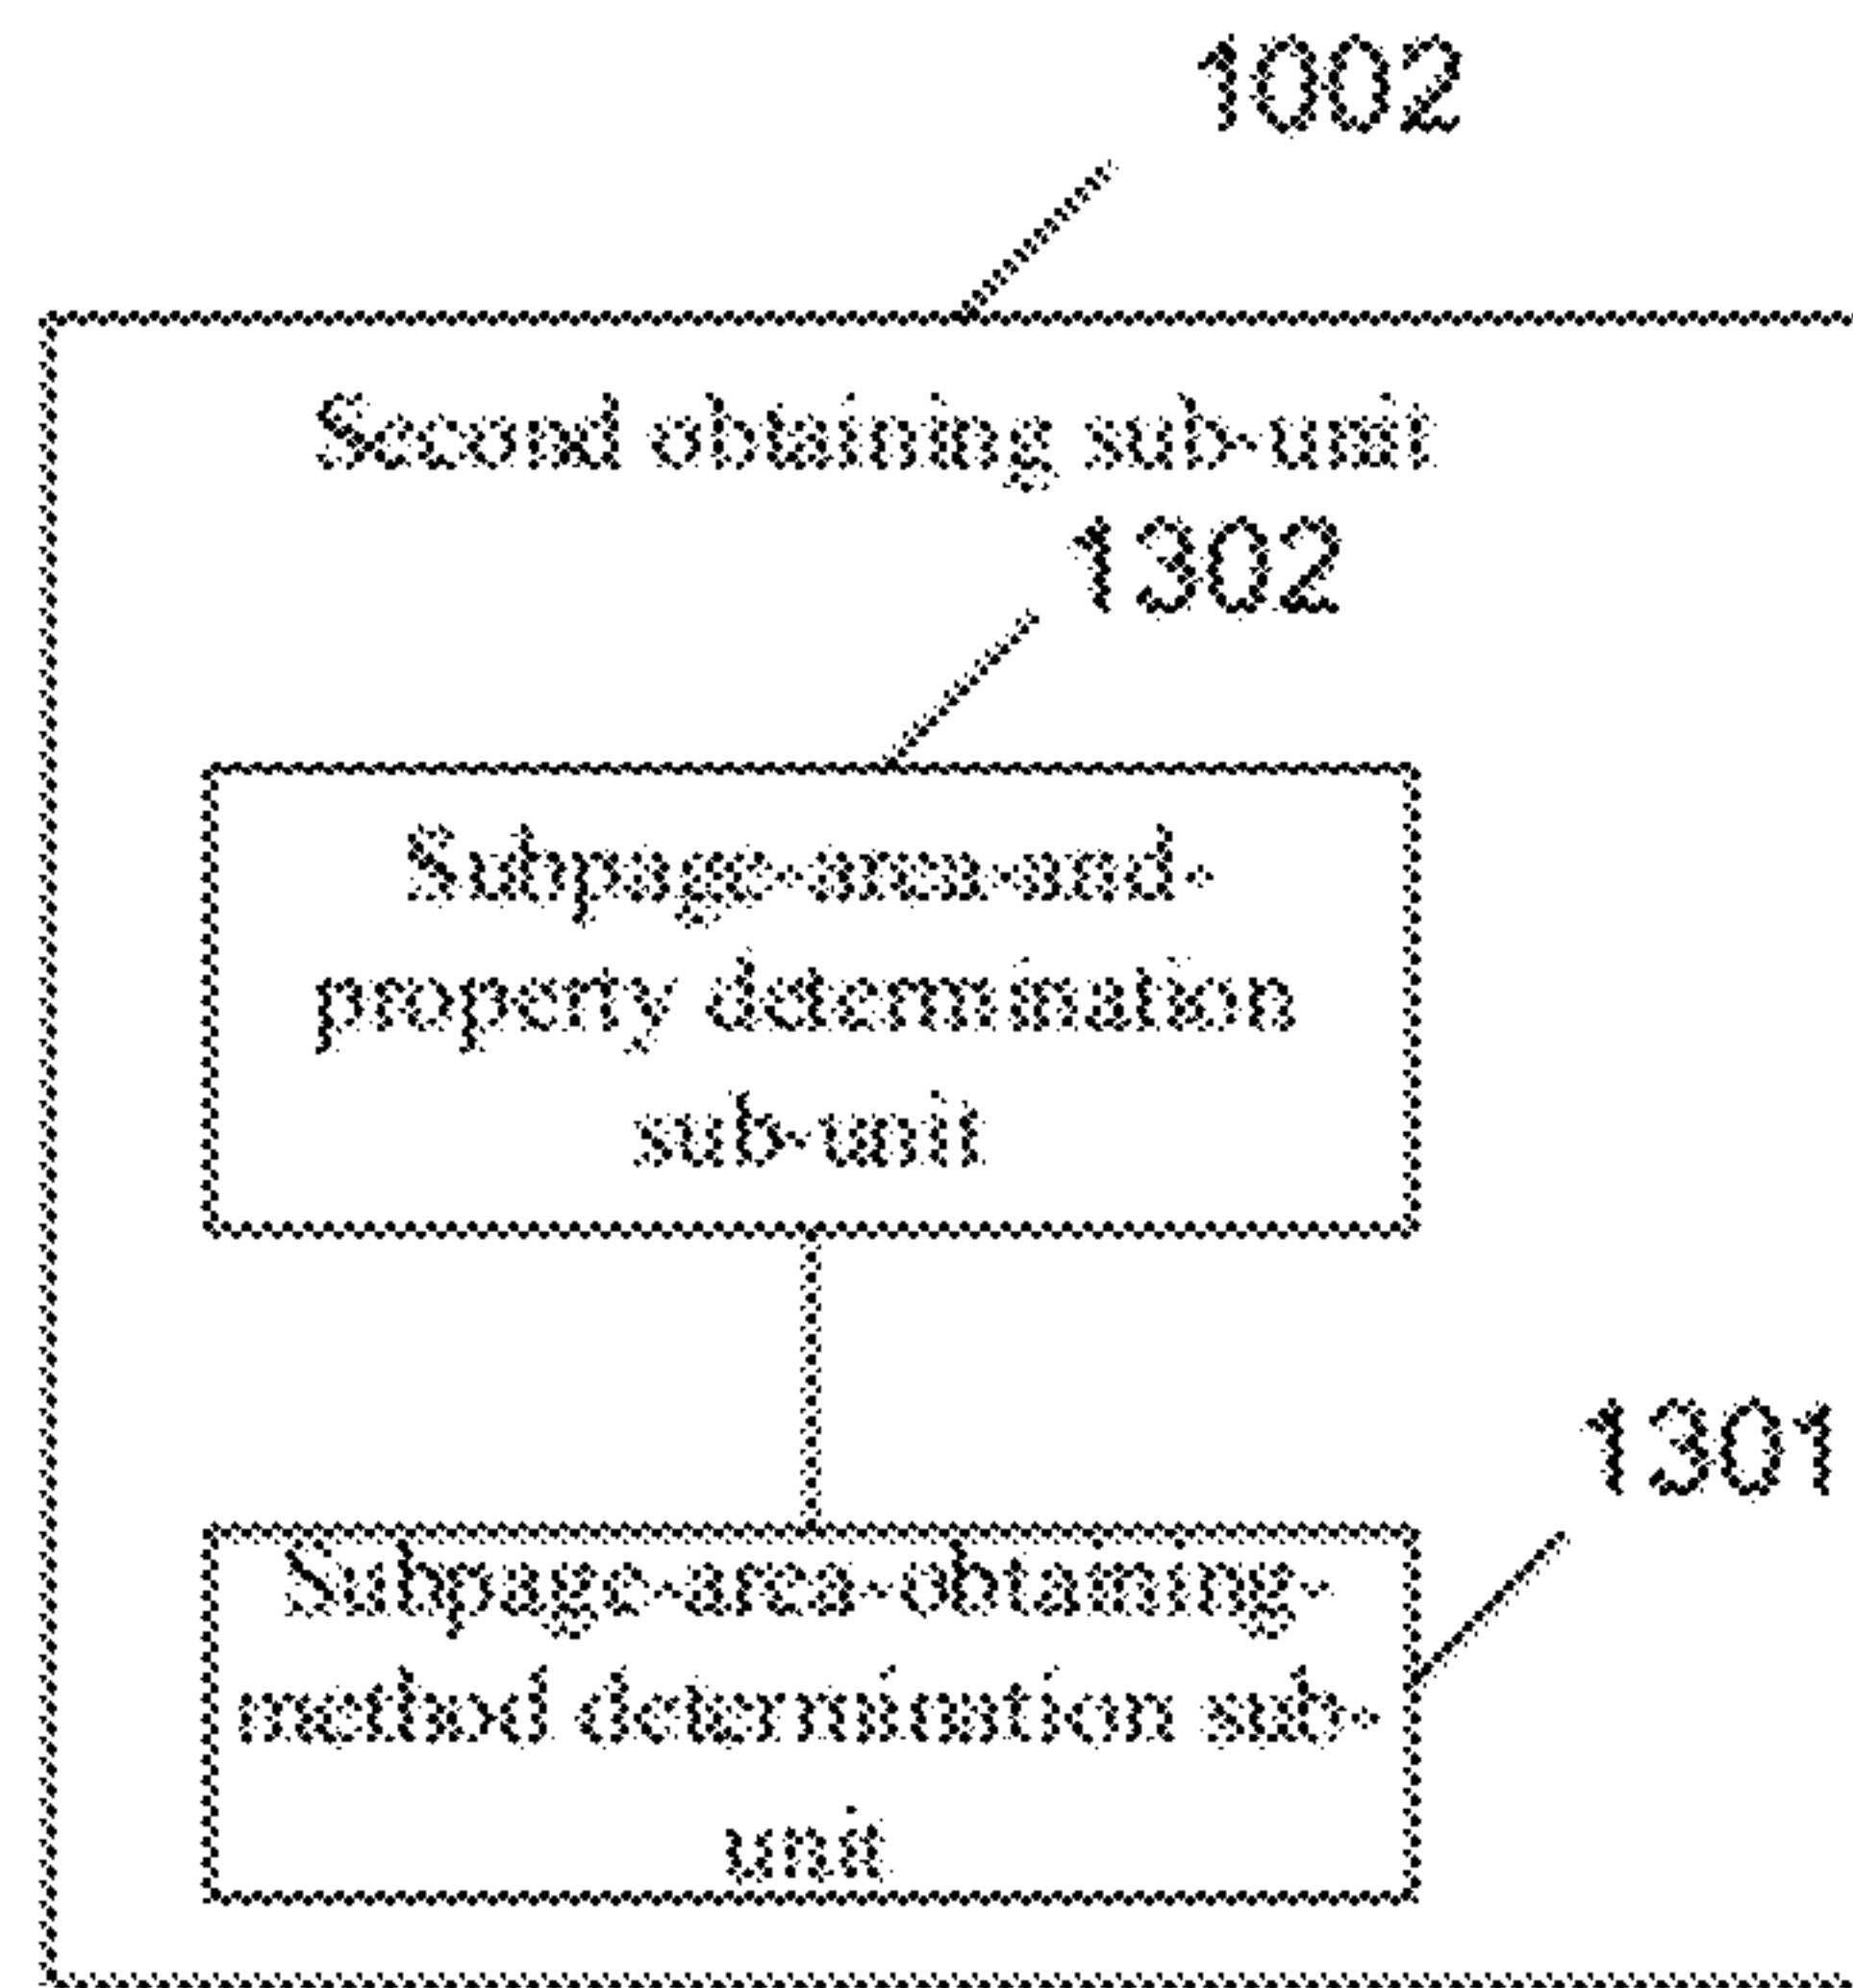 1002
Second obtaining sub-unit
1302
Subpage-area-and-
property determination
sub-unit
1301
Subpage-area-obtaining-
method determination sub-
unit